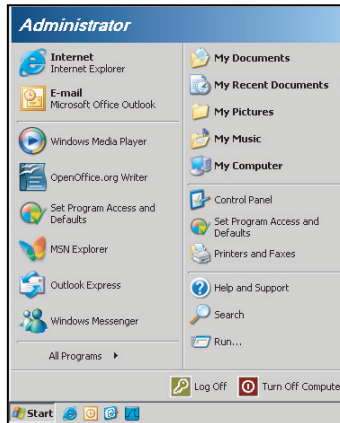 Administrator
Internet
Internet Explorer
E-mail
Microsoft Office Outlook
Windows Media Player
OpenOffice.org Writer
Set Program Access and
Defaults
MSN Explorer
Outlook Express
Windows Messenger
All Programs
My Documents
My Recent Documents
My Pictures
My Music
My Computer
Control Panel
Set Program Access and
Defaults
Printers and Faxes
Help and Support
Search
Run...
Log Off
Turn Off Compute
Start